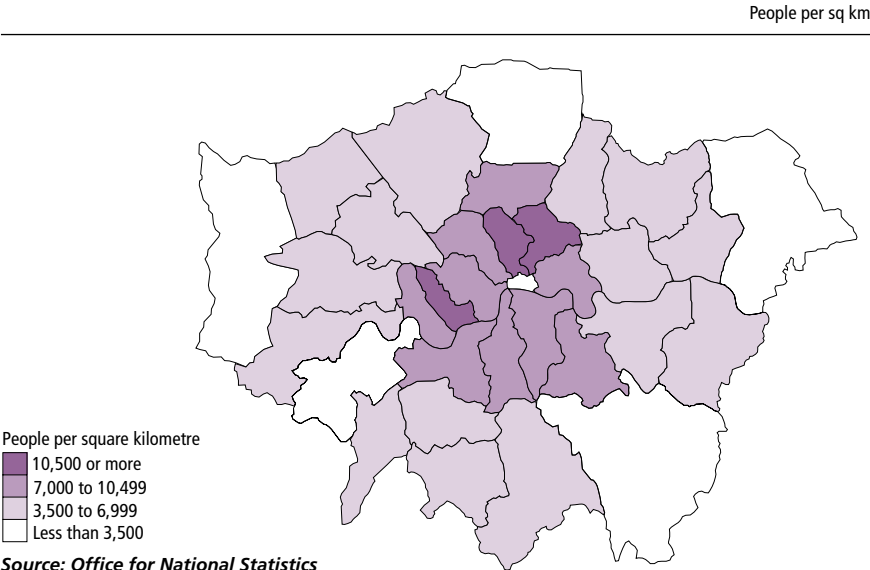 People per sq km
People per square kilometre
10,500 or more
7,000 to 10,499
3,500 to 6,999
Less than 3,500
Source: Office for National Statistics